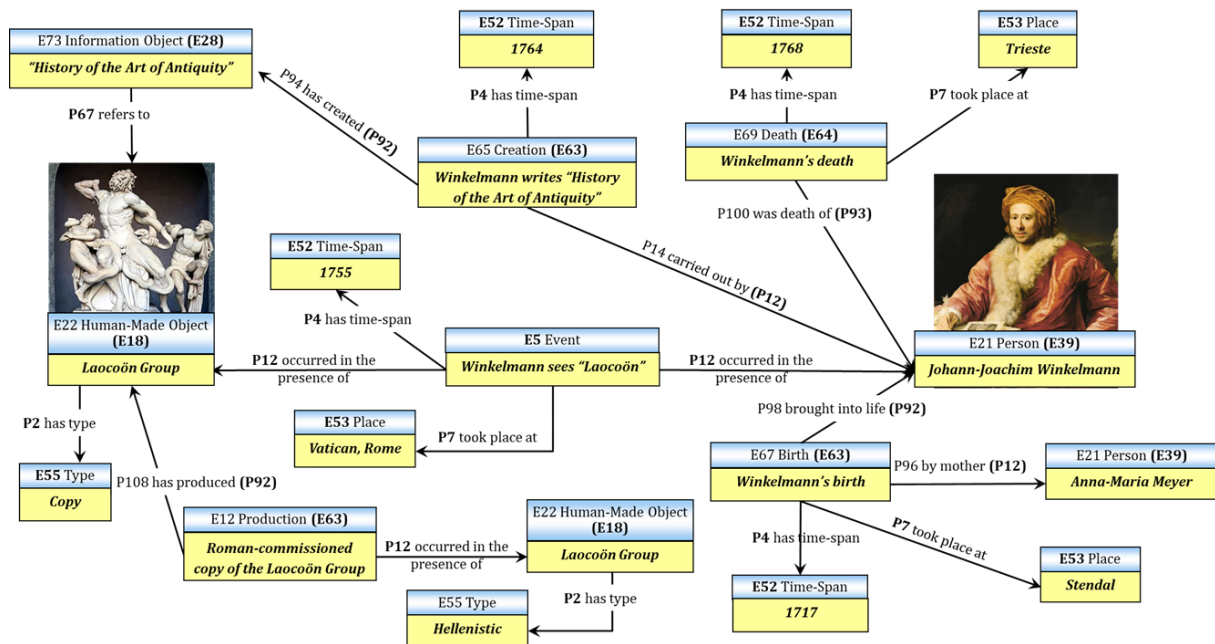 E73 Information Object (E28)
“History of the Art of Antiquity”
E52 Time-Span
1764
E52 Time-Span
1768
E53 Place
Trieste
P67 refers to
P94 has created (P92)
P4 has time-span
P4 has time-span
P7 took place at
E65 Creation (E63)
Winkelmann writes “History
of the Art of Antiquity”
E69 Death (E64)
Winkelmann’s death
P100 was death of (P93)
P14 carried out by (P12)
E52 Time-Span
1755
P4 has time-span
E22 Human-Made Object
(E18)
Laocoön Group
P12 occurred in the
presence of
E5 Event
Winkelmann sees “Laocoön”
P12 occurred in the
presence of
E21 Person (E39)
Johann-Joachim Winkelmann
P2 has type
E53 Place
Vatican, Rome
P7 took place at
P98 brought into life (P92)
E55 Type
Copy
P108 has produced (P92)
E67 Birth (E63)
Winkelmann’s birth
P96 by mother (P12)
E21 Person (E39)
Anna-Maria Meyer
E12 Production (E63)
Roman-commissioned
copy of the Laocoön Group
P12 occurred in the
presence of
E22 Human-Made Object
(E18)
Laocoön Group
P4 has time-span
P7 took place at
E53 Place
Stendal
P2 has type
E52 Time-Span
1717
E55 Type
Hellenistic